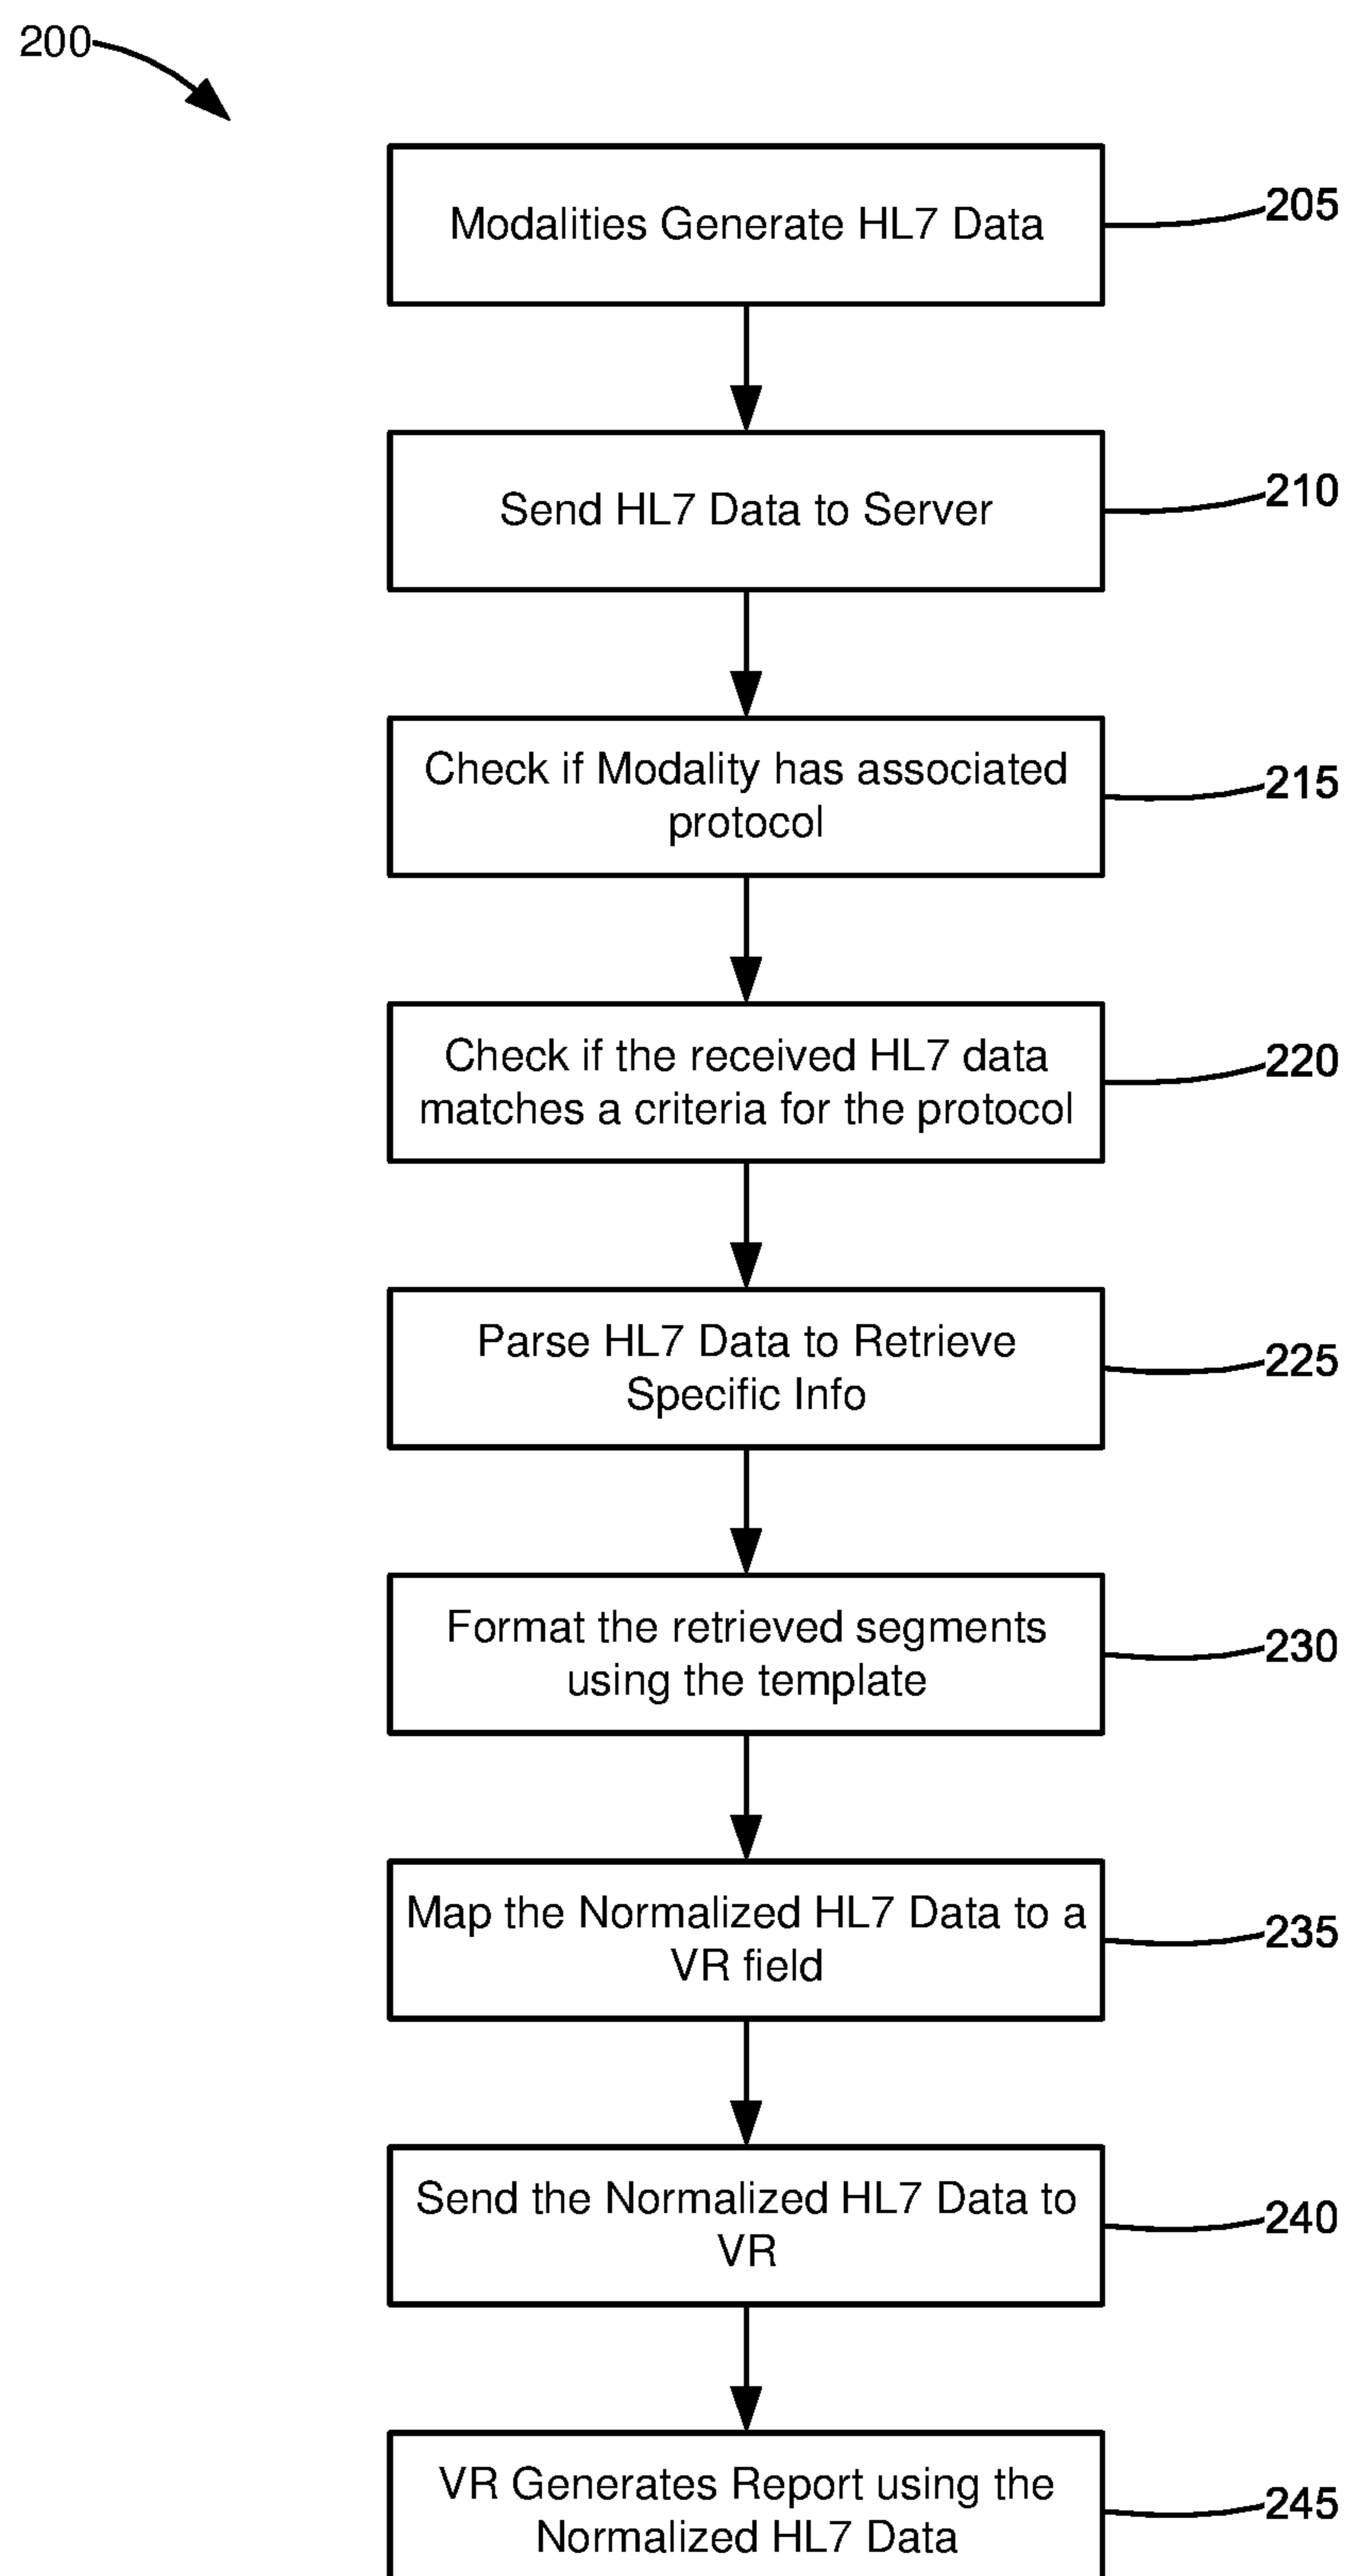 200
Modalities Generate HL7 Data
205
Send HL7 Data to Server
210
Check if Modality has associated
protocol
215
Check if the received HL7 data
matches a criteria for the protocol
220
Parse HL7 Data to Retrieve
Specific Info
225
Format the retrieved segments
using the template
230
Map the Normalized HL7 Data to a
VR field
235
Send the Normalized HL7 Data to
VR
240
VR Generates Report using the
Normalized HL7 Data
245